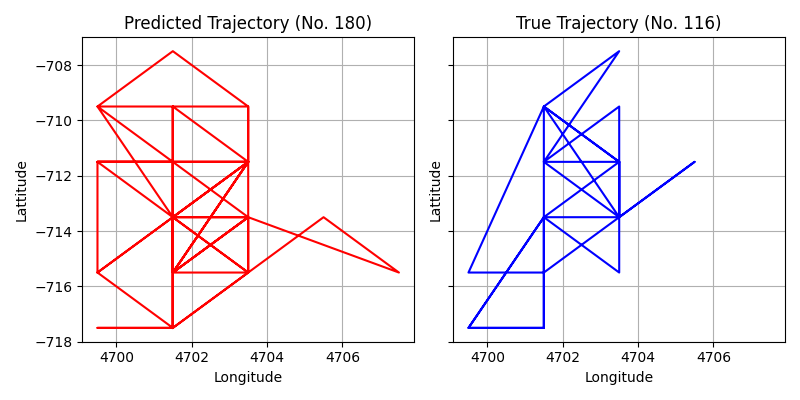 Predicted Trajectory (No. 180)
True Trajectory (No. 116)
−708
−710
−712
−714
−716
−718
Lattitude
Lattitude
4700
4702
4704
4706
4700
4702
4704
4706
Longitude
Longitude